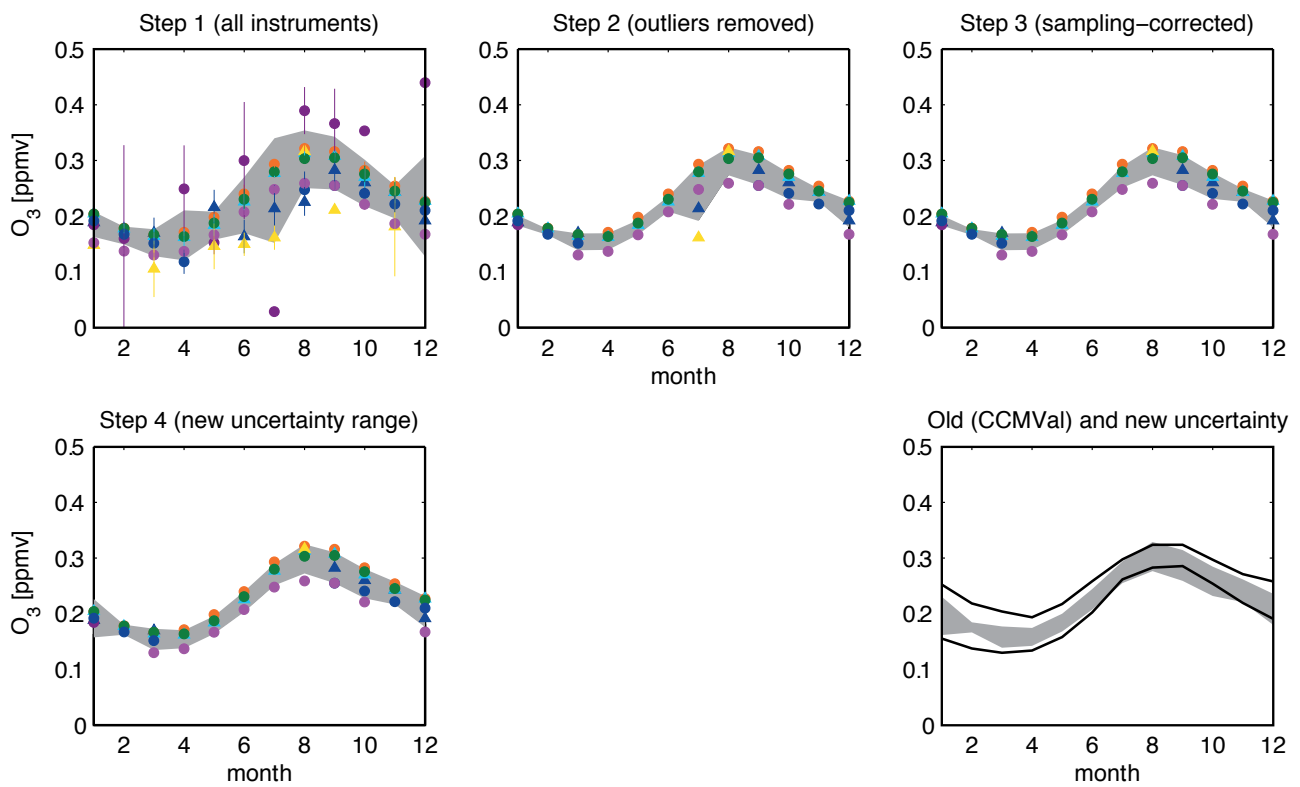 Step 1 (all instruments)
Step 2 (outliers removed)
Step 3 (sampling−corrected)
O3 [ppmv]
0.5
0.4
0.3
0.2
0.1
0
2 4 6 8 10 12
0.5
0.4
0.3
0.2
0.1
0
2 4 6 8 10 12
month
0.5
0.4
0.3
0.2
0.1
0
2 4 6 8 10 12
Step 4 (new uncertainty range)
Old (CCMVal) and new uncertainty
O3 [ppmv]
0.5
0.4
0.3
0.2
0.1
0
2 4 6 8 10 12
month
0.5
0.4
0.3
0.2
0.1
0
2 4 6 8 10 12
month